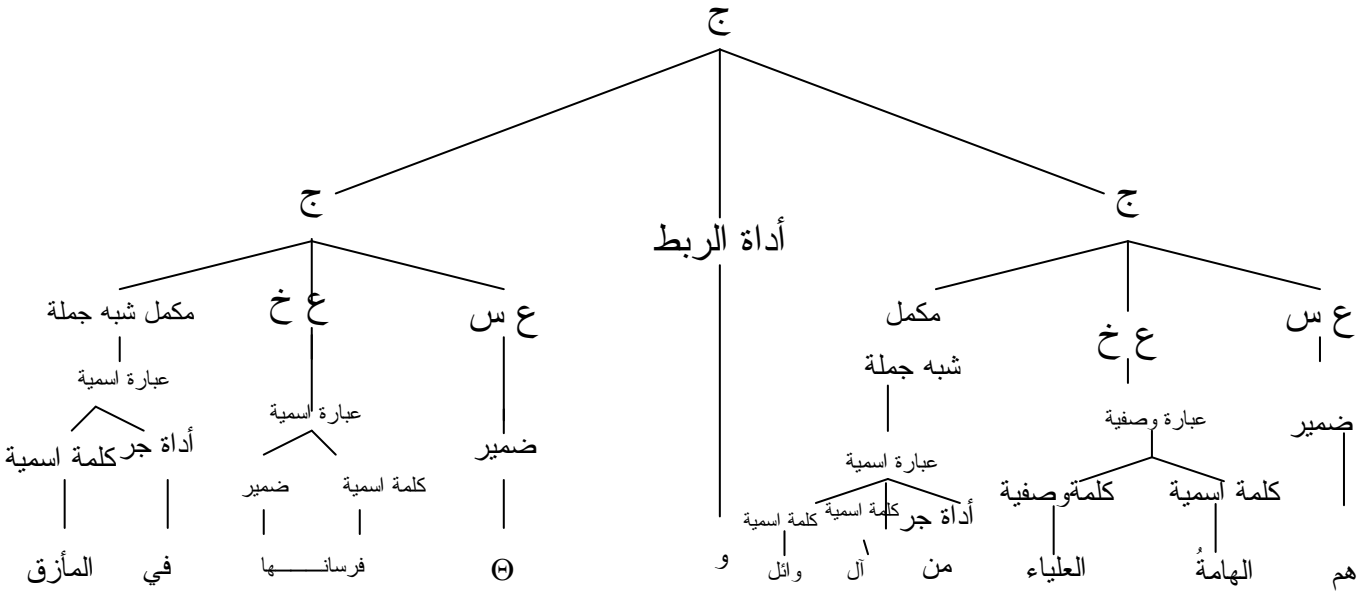 ج
ج ج
أداة الربط
ع س ع خ مكمل ع س ع خ مكمل شبه جملة
شبه جملة
عبارة اسمية
ضمير عبارة وصفية عبارة اسمية
ضمير أداة جر كلمة اسمية
عبارة اسمية
كلمة اسمية كلمة وصفية كلمة اسمية ضمير
أداة جر كلمة اسمية كلمة اسمية
هم الهامةُ العلياء من آل وائل و Θ فرسانـــــها في المأزق